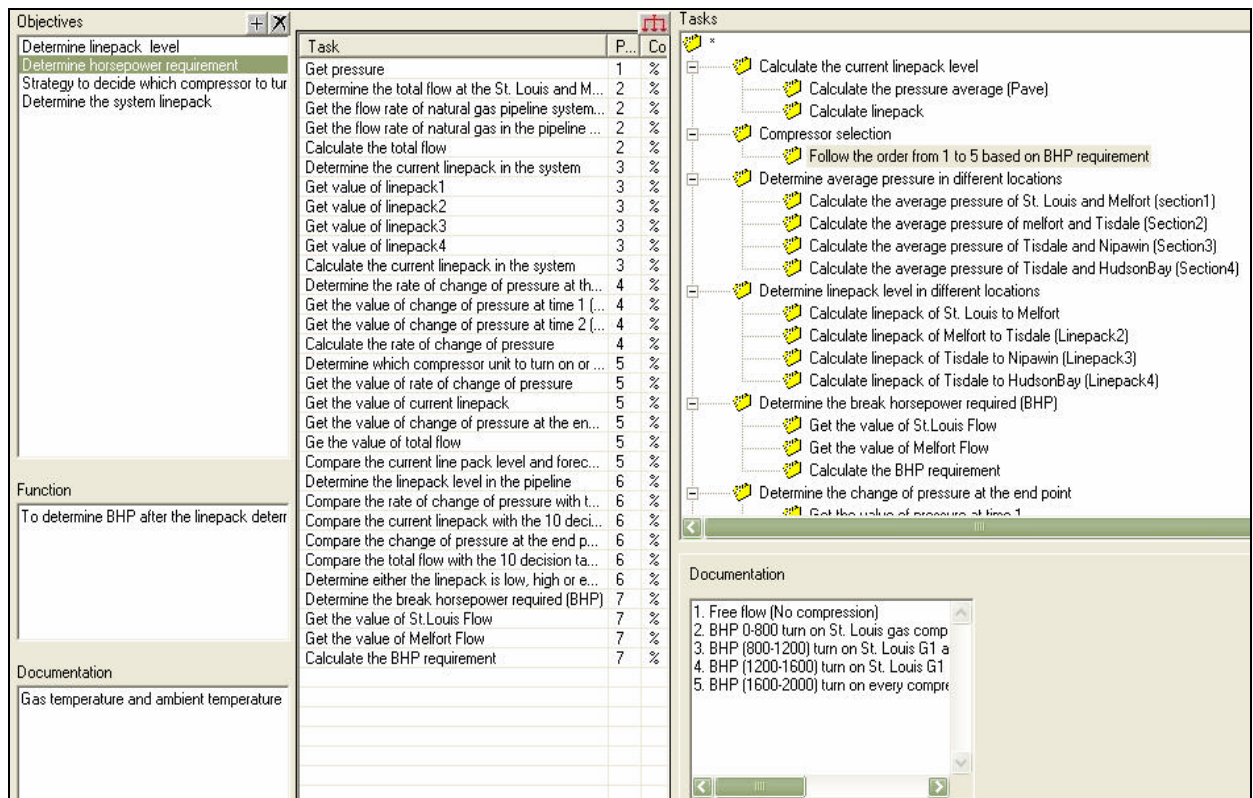 Objectives
Determine linepack level
Determine horsepower requirement
Strategy to decide which compressor to tur
Determine the system linepack
Function
To determine BHP after the linepack deterr
Documentation
Gas temperature and ambient temperature
Task P... Co
Get pressure 1 %
Determine the total flow at the St. Louis and M... 2 %
Get the flow rate of natural gas pipeline system... 2 %
Get the flow rate of natural gas in the pipeline ... 2 %
Calculate the total flow 2 %
Determine the current linepack in the system 3 %
Get value of linepack1 3 %
Get value of linepack2 3 %
Get value of linepack3 3 %
Get value of linepack4 3 %
Calculate the current linepack in the system 3 %
Determine the rate of change of pressure at th... 4 %
Get the value of change of pressure at time 1 (... 4 %
Get the value of change of pressure at time 2 (... 4 %
Calculate the rate of change of pressure 4 %
Determine which compressor unit to turn on or ... 5 %
Get the value of rate of change of pressure 5 %
Get the value of current linepack 5 %
Get the value of change of pressure at the en... 5 %
Ge the value of total flow 5 %
Compare the current line pack level and forec... 5 %
Determine the linepack level in the pipeline 6 %
Compare the rate of change of pressure with t... 6 %
Compare the current linepack with the 10 deci... 6 %
Compare the change of pressure at the end p... 6 %
Compare the total flow with the 10 decision ta... 6 %
Determine either the linepack is low, high or e... 6 %
Determine the break horsepower required (BHP) 7 %
Get the value of St.Louis Flow 7 %
Get the value of Melfort Flow 7 %
Calculate the BHP requirement 7 %
Tasks
*
Calculate the current linepack level
Calculate the pressure average (Pave)
Calculate linepack
Compressor selection
Follow the order from 1 to 5 based on BHP requirement
Determine average pressure in different locations
Calculate the average pressure of St. Louis and Melfort (section1)
Calculate the average pressure of melfort and Tisdale (Section2)
Calculate the average pressure of Tisdale and Nipawin (Section3)
Calculate the average pressure of Tisdale and HudsonBay (Section4)
Determine linepack level in different locations
Calculate linepack of St. Louis to Melfort
Calculate linepack of Melfort to Tisdale (Linepack2)
Calculate linepack of Tisdale to Nipawin (Linepack3)
Calculate linepack of Tisdale to HudsonBay (Linepack4)
Determine the break horsepower required (BHP)
Get the value of St.Louis Flow
Get the value of Melfort Flow
Calculate the BHP requirement
Determine the change of pressure at the end point
Get the value of pressure at time 1
Documentation
1. Free flow (No compression)
2. BHP 0-800 turn on St. Louis gas comp
3. BHP (800-1200) turn on St. Louis G1 a
4. BHP (1200-1600) turn on St. Louis G1
5. BHP (1600-2000) turn on every compre